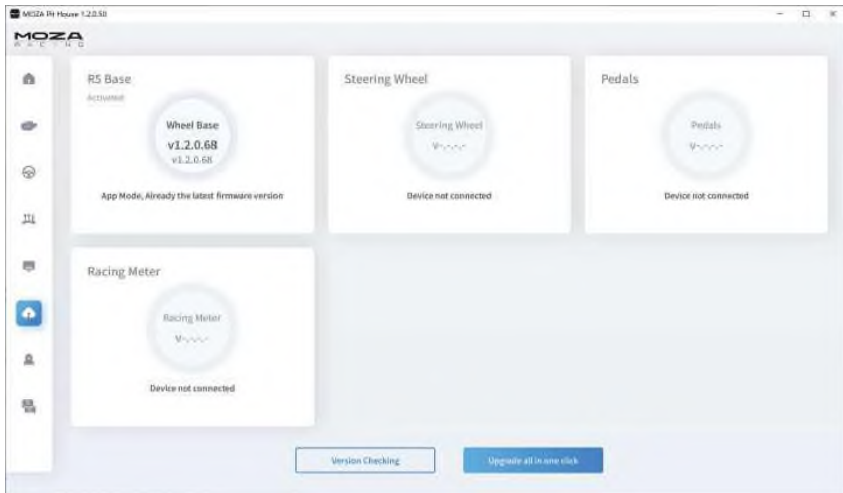 MOZA Pit House 1.2.0.50
MOZA
RACING
R5 Base
Activated
Wheel Base
v1.2.0.68
v1.2.0.68
App Mode, Already the latest firmware version
Steering Wheel
Steering Wheel
v-.-.-.-
Device not connected
Pedals
Pedals
v-.-.-.-
Device not connected
Racing Meter
Racing Meter
v-.-.-.-
Device not connected
Version Checking
Upgrade all in one click